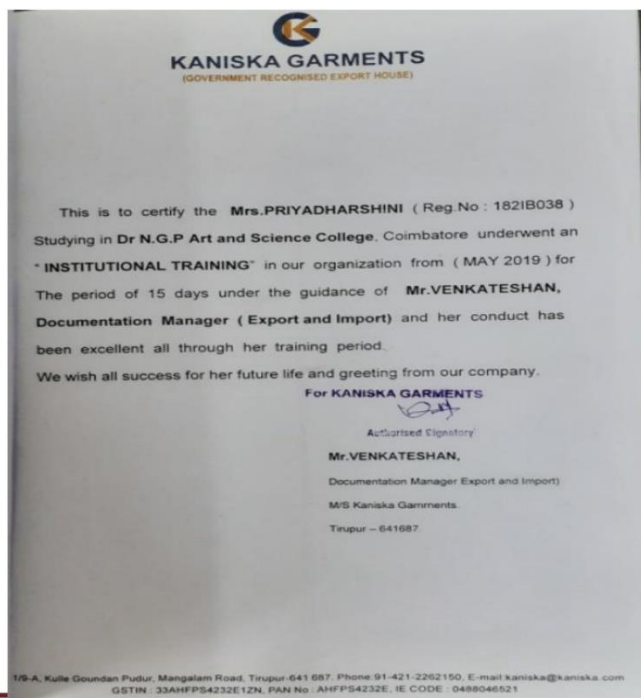 KANISKA GARMENTS
(GOVERNMENT RECOGNISED EXPORT HOUSE)
This is to certify the Mrs.PRIYADHARSHINI ( Reg.No : 182IB038 )
Studying in Dr N.G.P Art and Science College, Coimbatore underwent an
" INSTITUTIONAL TRAINING" in our organization from ( MAY 2019 ) for
The period of 15 days under the guidance of Mr.VENKATESHAN,
Documentation Manager ( Export and Import) and her conduct has
been excellent all through her training period.
We wish all success for her future life and greeting from our company.
For KANISKA GARMENTS
Authorised Signatory
Mr.VENKATESHAN,
Documentation Manager Export and Import)
M/S Kaniska Gamrnents.
Tirupur – 641687.
1/9-A, Kulle Goundan Pudur, Mangalam Road, Tirupur-641 687. Phone:91-421-2262150, E-mail:kaniska@kaniska.com
GSTIN : 33AHFPS4232E1ZN, PAN No : AHFPS4232E, IE CODE : 0488046521